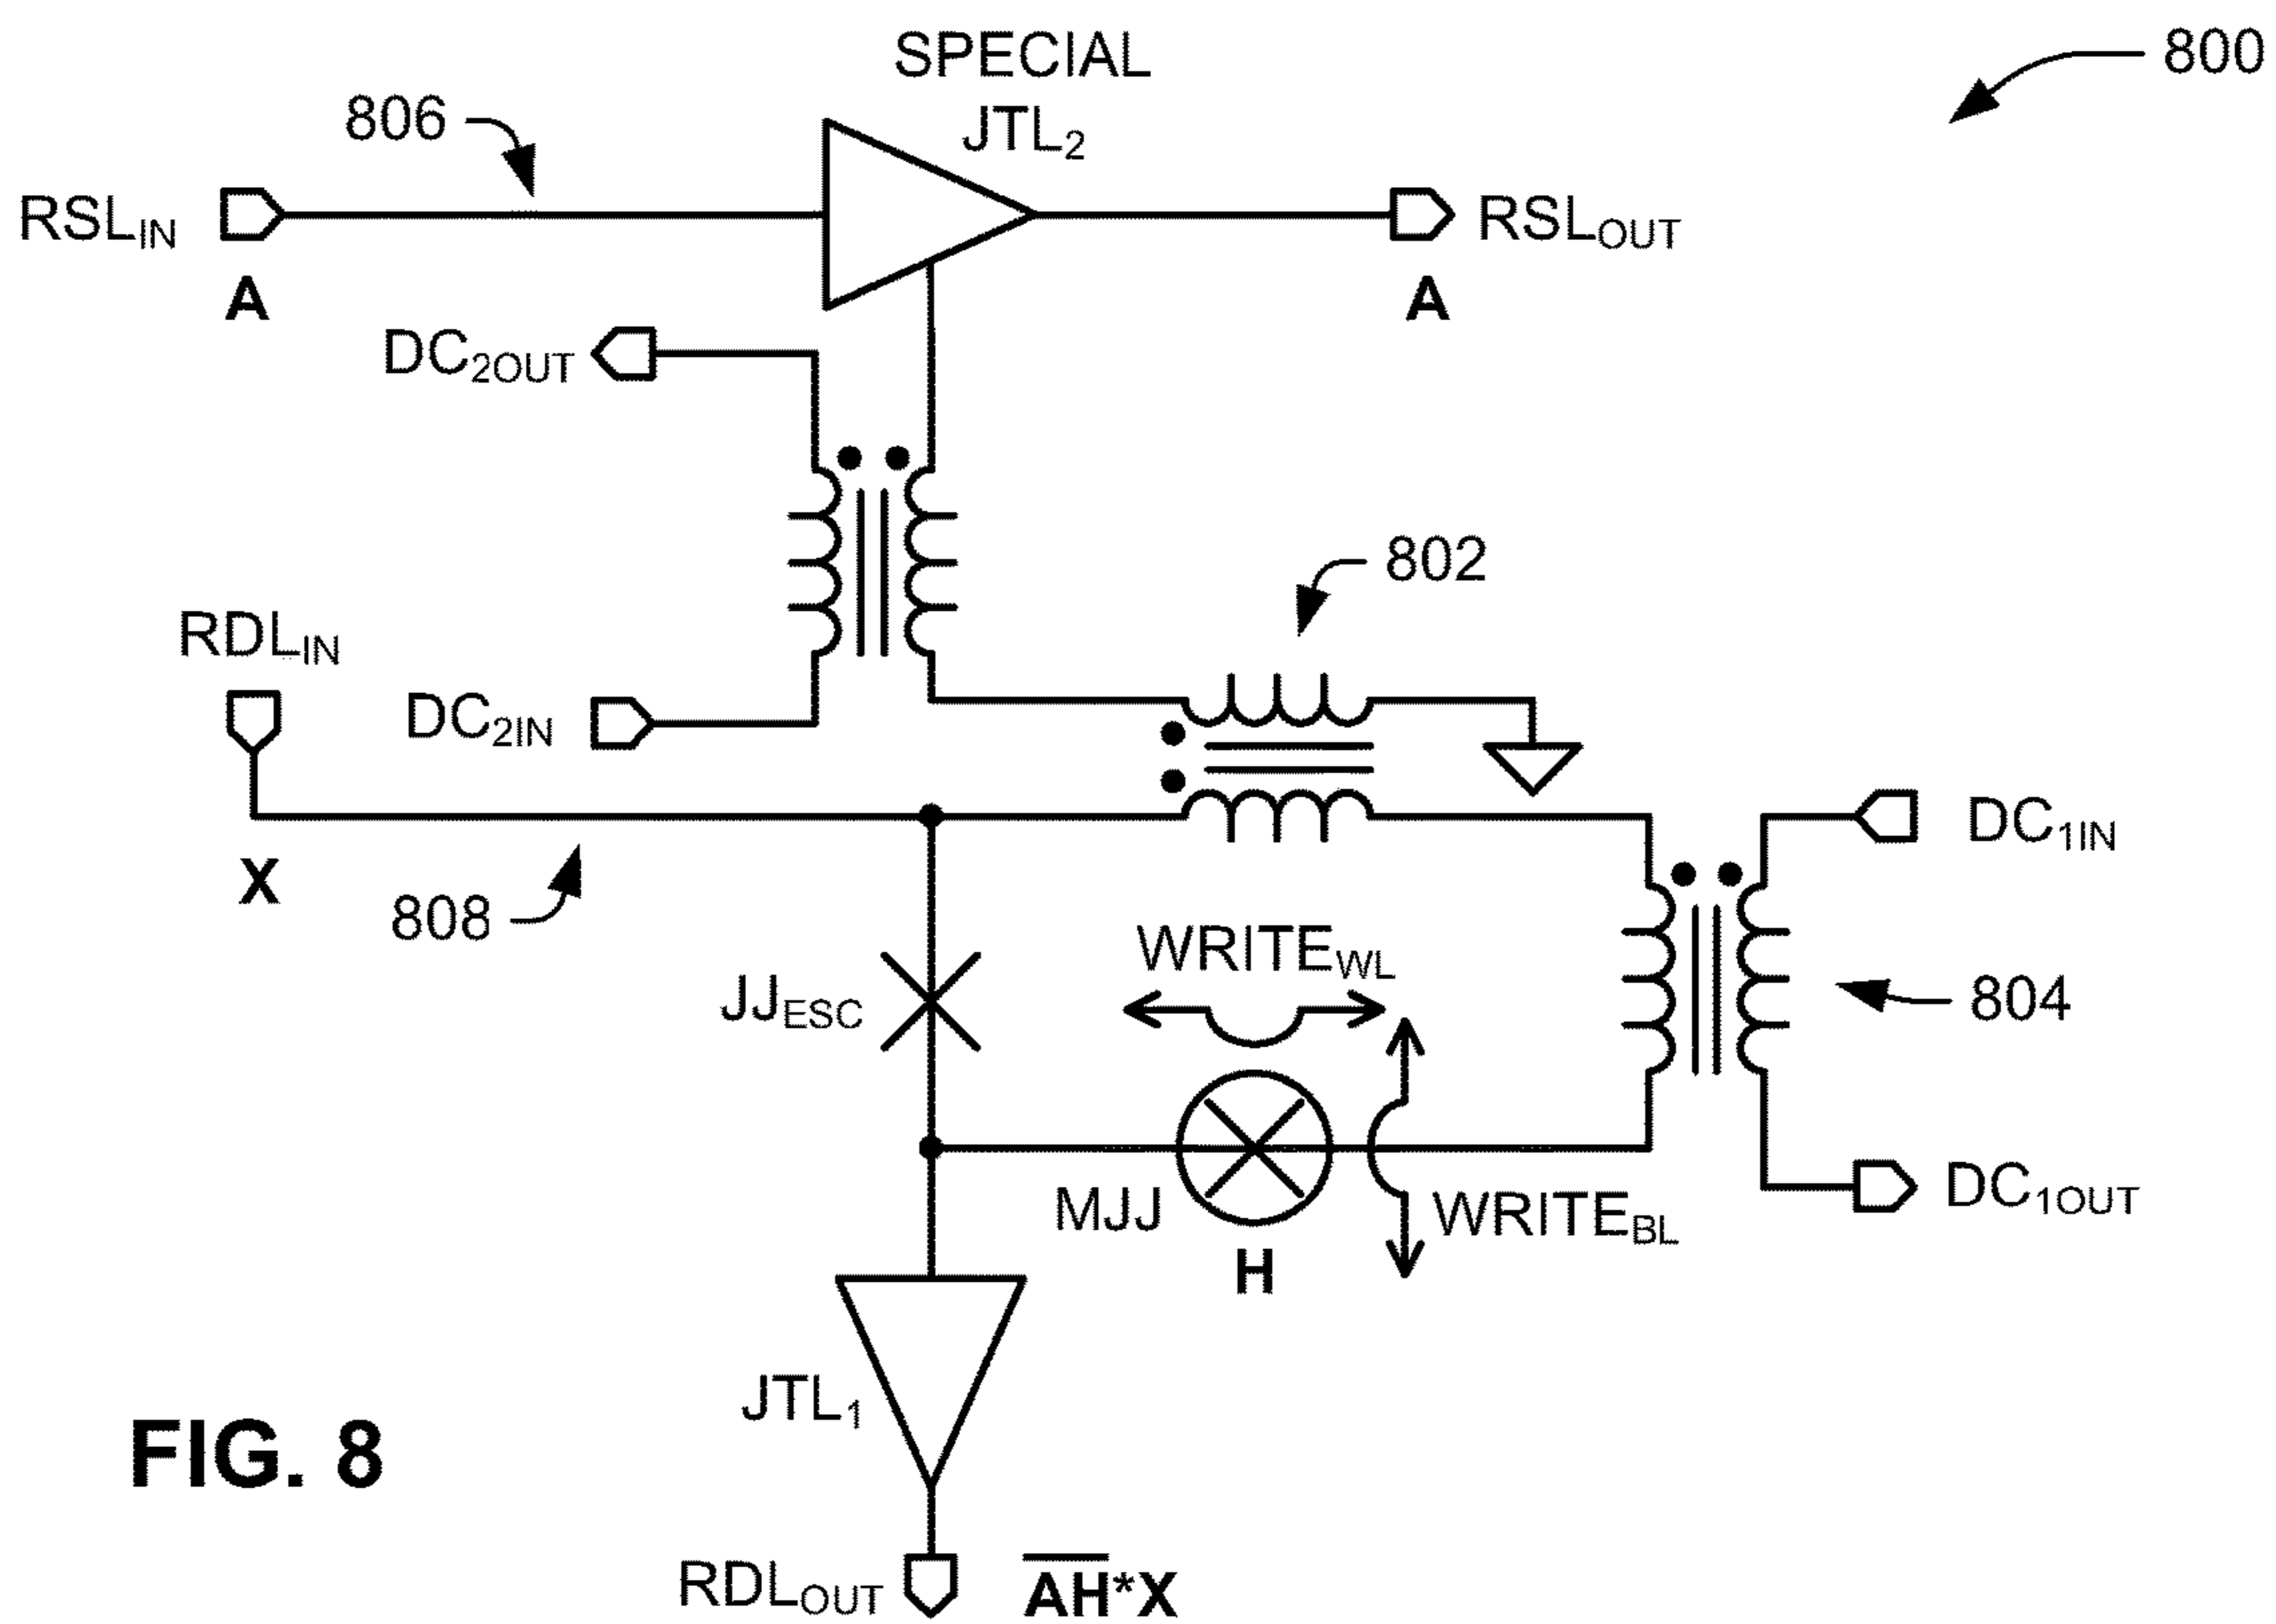 SPECIAL
JTL2
800
806
RSLIN
RSLOUT
A
A
DC2OUT
802
RDLIN
DC2IN
DC1IN
X
808
WRITEWL
JJESC
804
MJJ
WRITEBL
DC1OUT
H
JTL1
FIG. 8
RDLOUT
A̅H̅*X